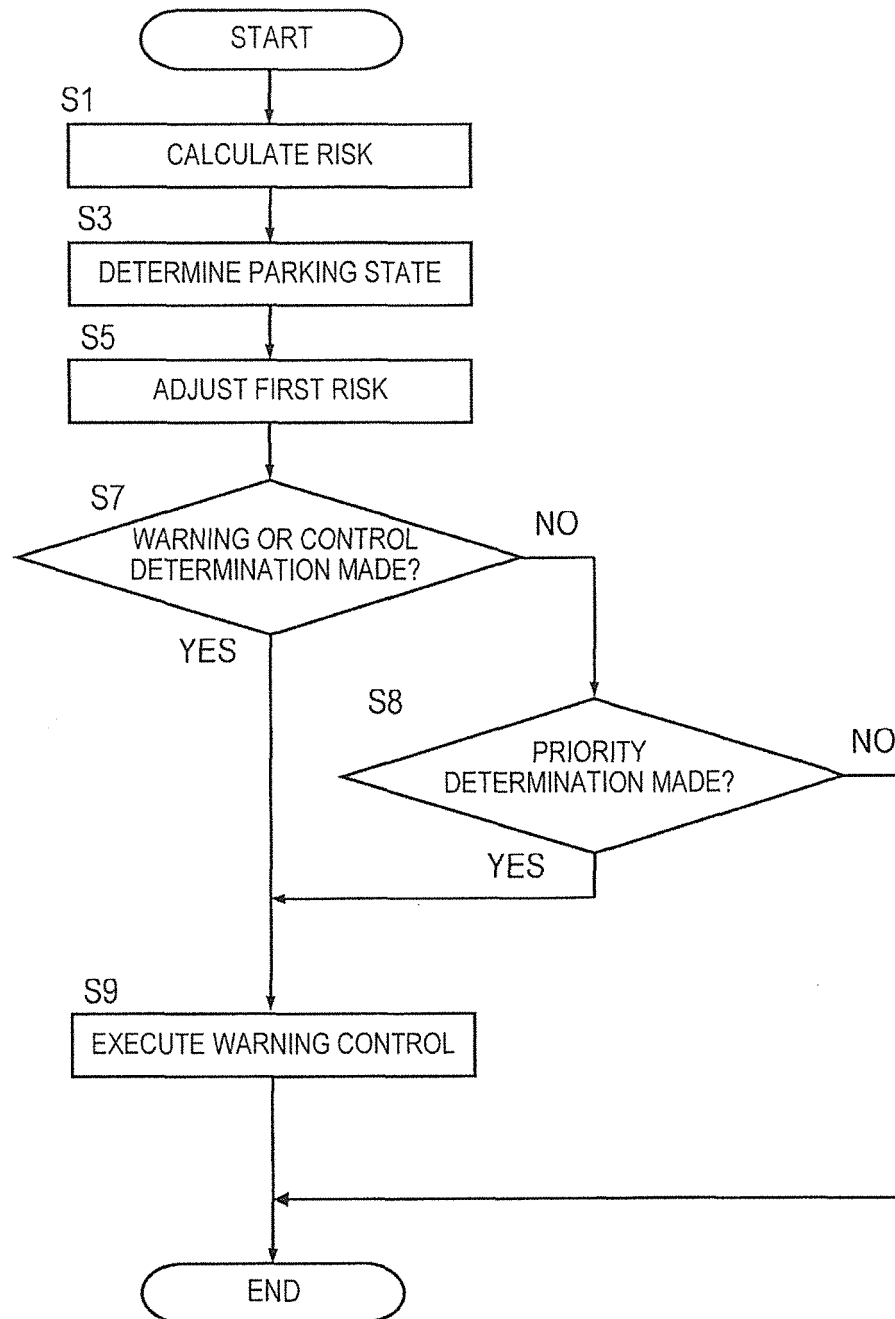 START
S1
CALCULATE RISK
S3
DETERMINE PARKING STATE
S5
ADJUST FIRST RISK
S7
WARNING OR CONTROL
DETERMINATION MADE?
NO
YES
S8
PRIORITY
DETERMINATION MADE?
NO
YES
S9
EXECUTE WARNING CONTROL
END